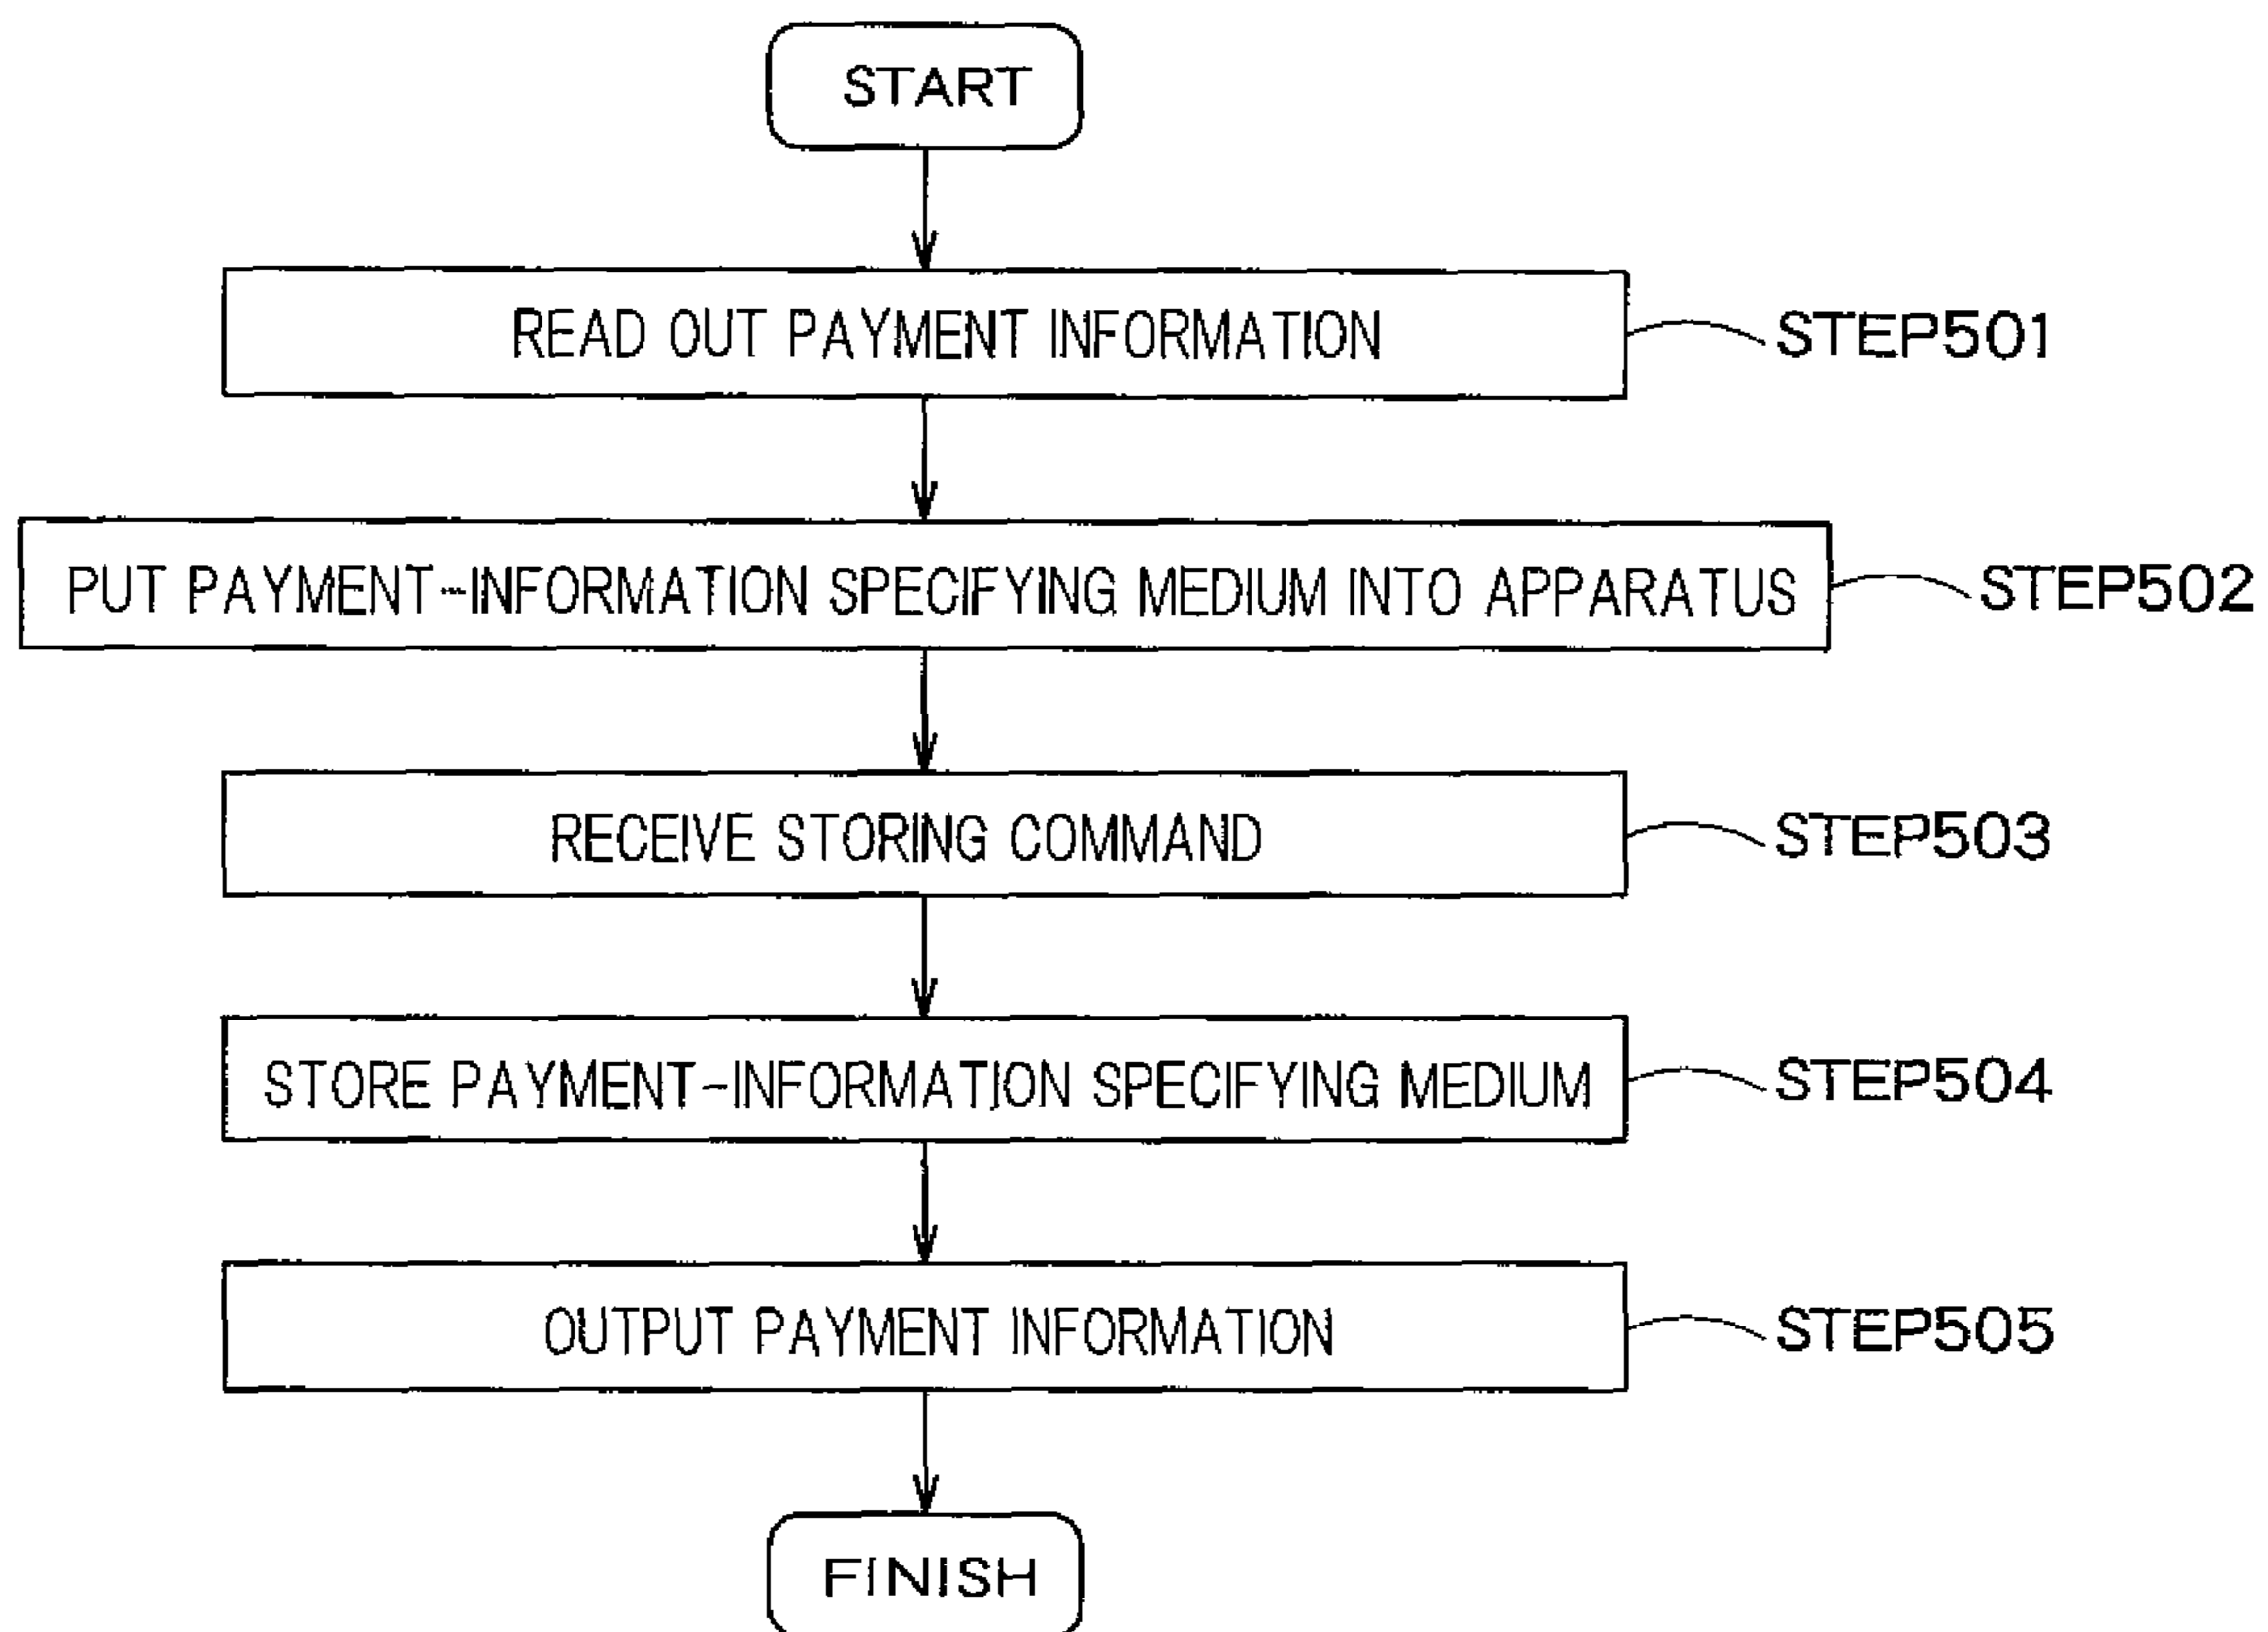 START
READ OUT PAYMENT INFORMATION
STEP501
PUT PAYMENT-INFORMATION SPECIFYING MEDIUM INTO APPARATUS
STEP502
RECEIVE STORING COMMAND
STEP503
STORE PAYMENT-INFORMATION SPECIFYING MEDIUM
STEP504
OUTPUT PAYMENT INFORMATION
STEP505
FINISH